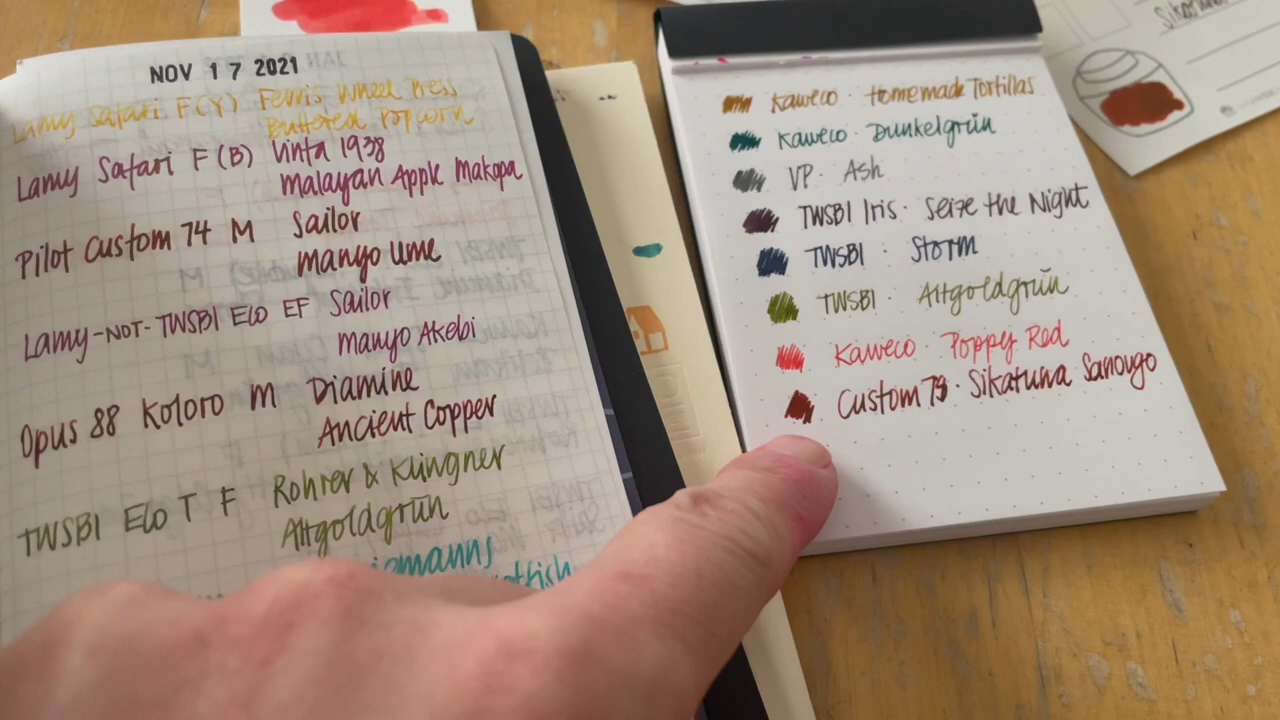 NOV 17 2021
Lamy Safari F (Y) Ferris Wheel Press
Buttered Popcorn
Lamy Safari F (B) Vinta 1938
Malayan Apple Makopa
Pilot Custom 74 M Sailor
manyo ume
Lamy-NOT-TWSBI Eco EF Sailor
manyo Akebi
Opus 88 Koloro M Diamine
Ancient Copper
TWSBI Eco T F Rohrer & Klingner
Altgoldgrün
Kaweco · Homemade Tortillas
Kaweco · Dunkelgrün
VP · Ash
TWSBI Iris · Seize the Night
TWSBI · Storm
TWSBI · Altgoldgrün
Kaweco · Poppy Red
Custom 73 · Sikatuna Sandugo